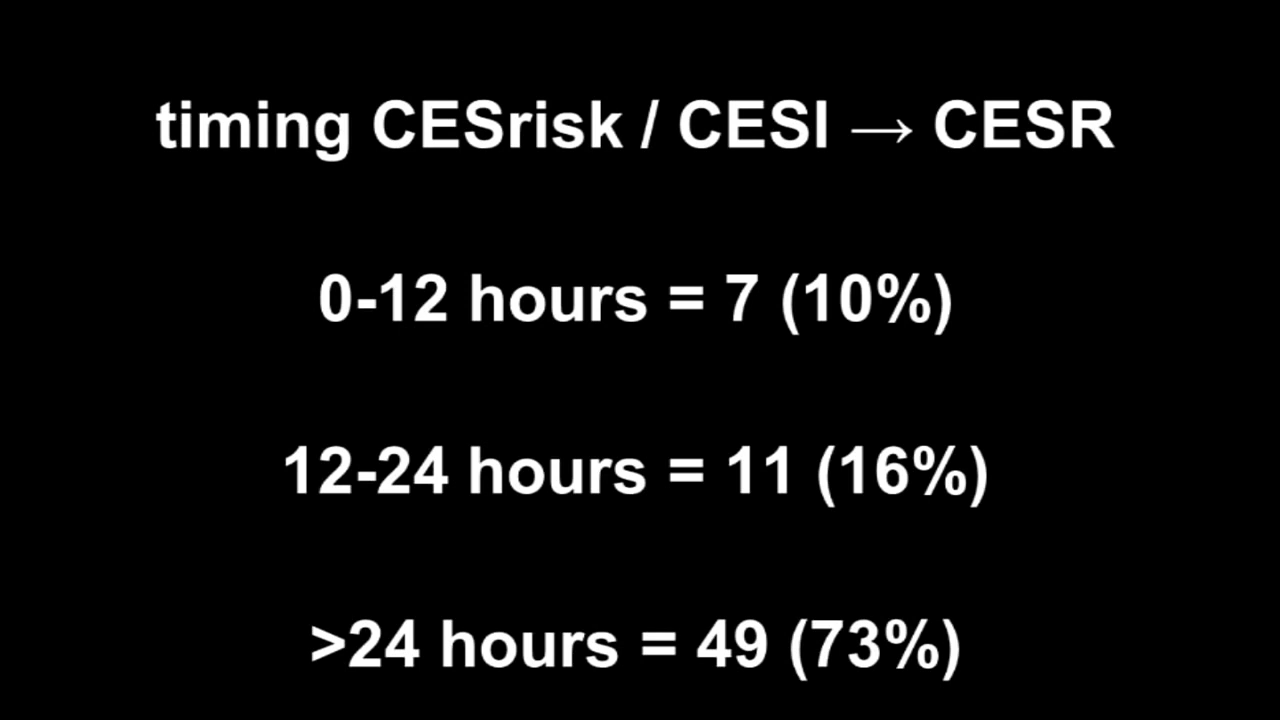 timing CESrisk / CESI → CESR
0-12 hours = 7 (10%)
12-24 hours = 11 (16%)
>24 hours = 49 (73%)